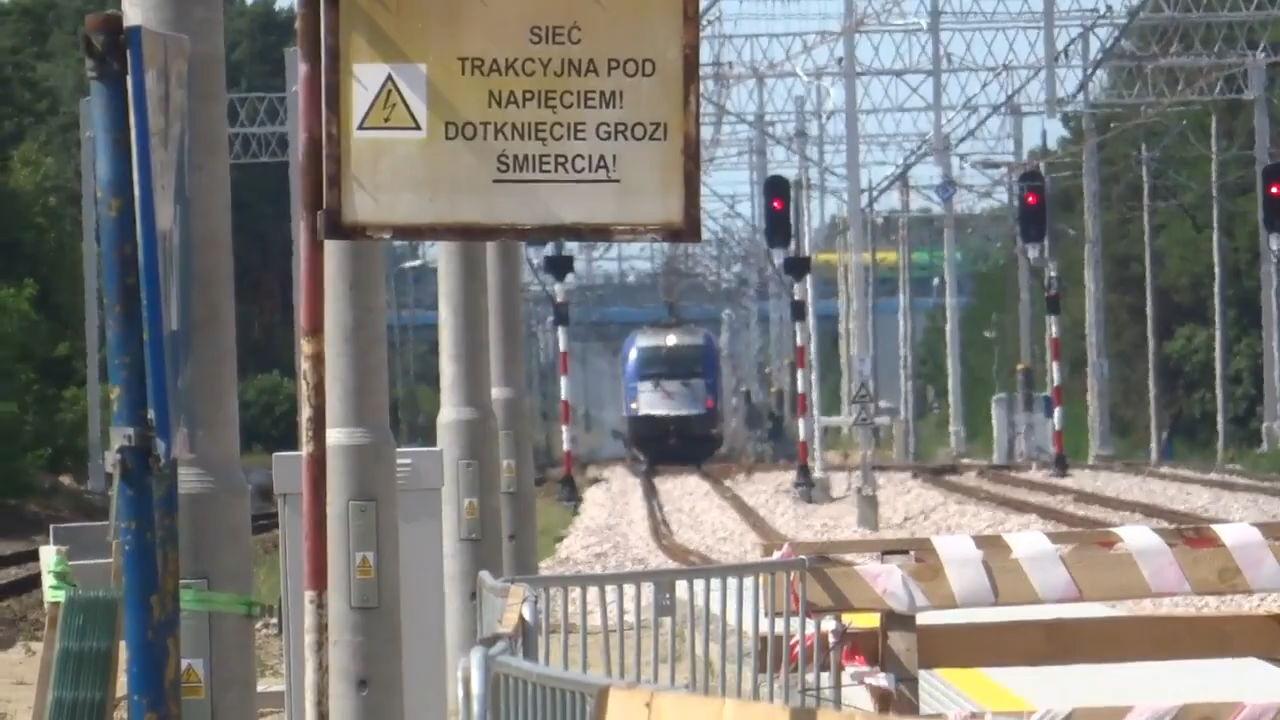 SIEĆ
TRAKCYJNA POD
NAPIĘCIEM!
DOTKNIĘCIE GROZI
ŚMIERCIĄ!